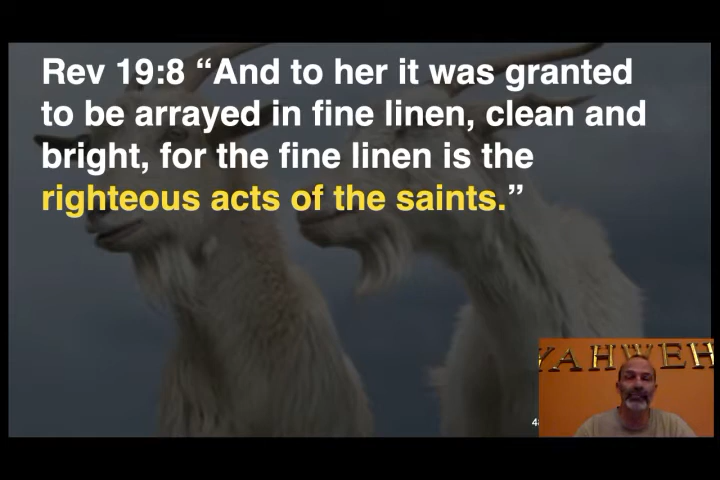 Rev 19:8 “And to her it was granted
to be arrayed in fine linen, clean and
bright, for the fine linen is the
righteous acts of the saints.”
YAHWEH